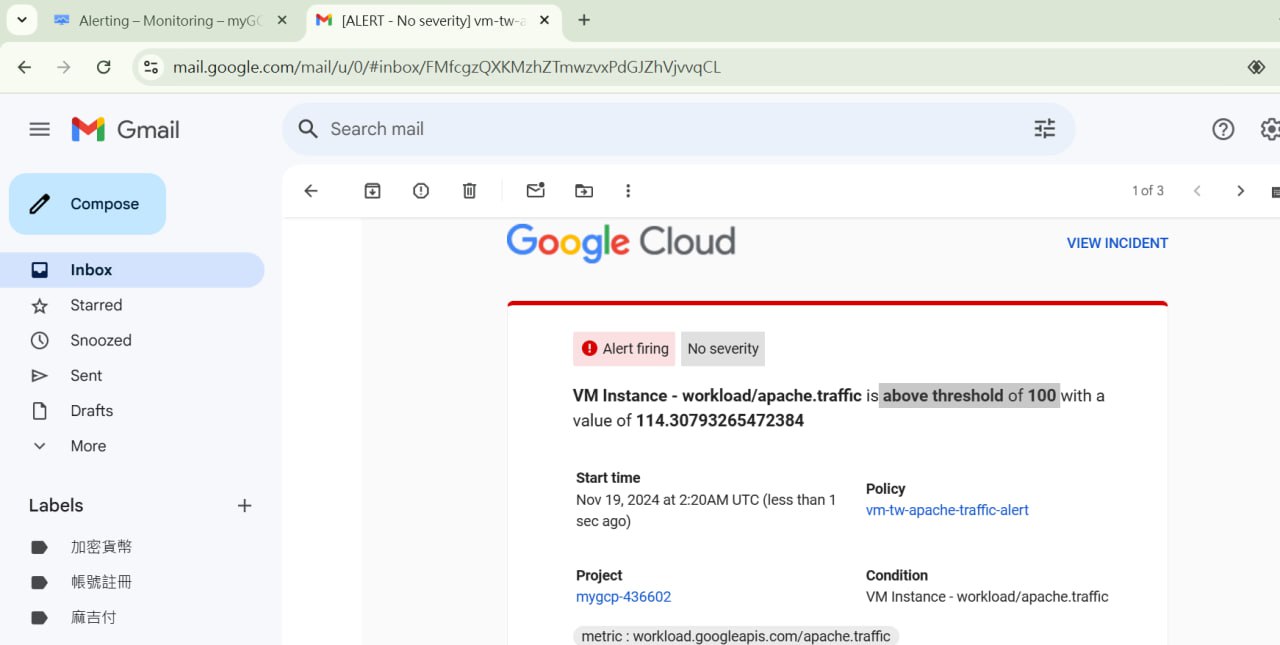 Alerting – Monitoring – myGC
[ALERT - No severity] vm-tw-a
mail.google.com/mail/u/0/#inbox/FMfcgzQXKMzhZTmwzvxPdGJZhVjvvqCL
Gmail
Search mail
Compose
1 of 3
Inbox
Starred
Snoozed
Sent
Drafts
More
Labels
加密貨幣
帳號註冊
麻吉付
Google Cloud
VIEW INCIDENT
Alert firing
No severity
VM Instance - workload/apache.traffic is above threshold of 100 with a
value of 114.30793265472384
Start time
Nov 19, 2024 at 2:20AM UTC (less than 1
sec ago)
Policy
vm-tw-apache-traffic-alert
Project
mygcp-436602
Condition
VM Instance - workload/apache.traffic
metric : workload.googleapis.com/apache.traffic